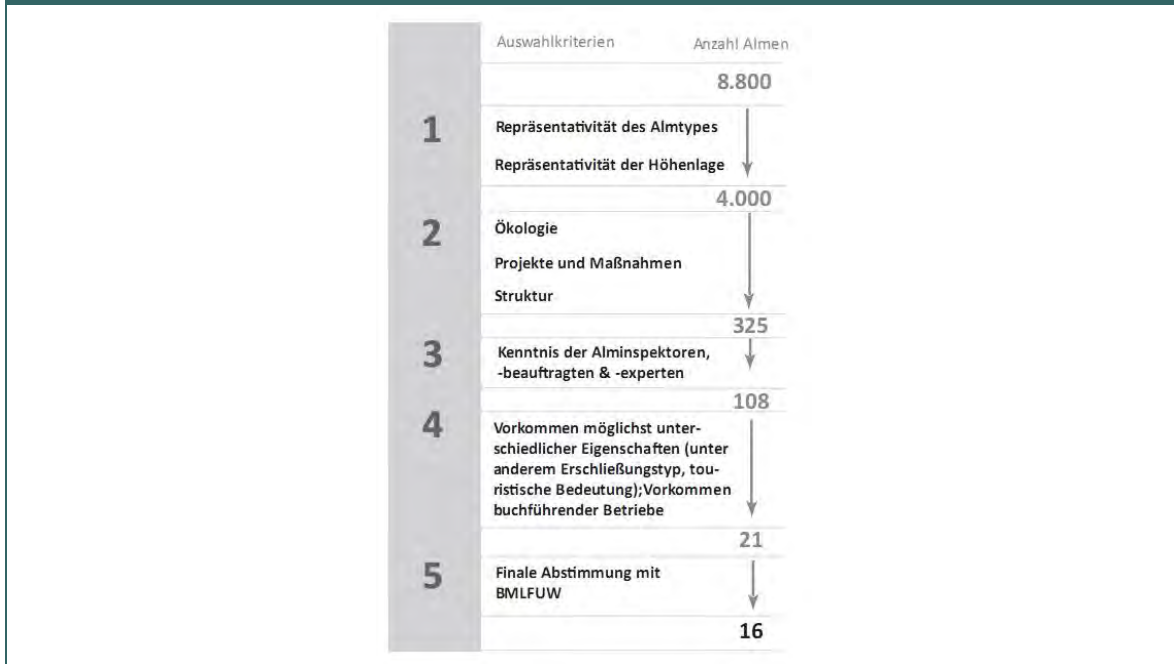 Auswahlkriterien Anzahl Almen
8.800
1 Repräsentativität des Almtypes
Repräsentativität der Höhenlage
4.000
2 Ökologie
Projekte und Maßnahmen
Struktur
325
3 Kenntnis der Alminspektoren,
-beauftragten & -experten
108
4 Vorkommen möglichst unter-
schiedlicher Eigenschaften (unter
anderem Erschließungstyp, tou-
ristische Bedeutung);Vorkommen
buchführender Betriebe
21
5 Finale Abstimmung mit
BMLFUW
16